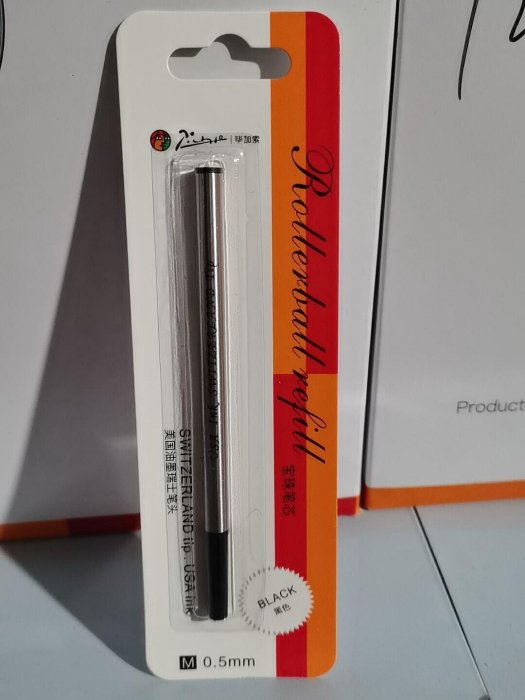 Picasso | 毕加索
Rollerball refill
宝珠笔芯
SWITZERLAND tip . USA ink
美国油墨瑞士笔头
BLACK
黑色
M 0.5mm
Product